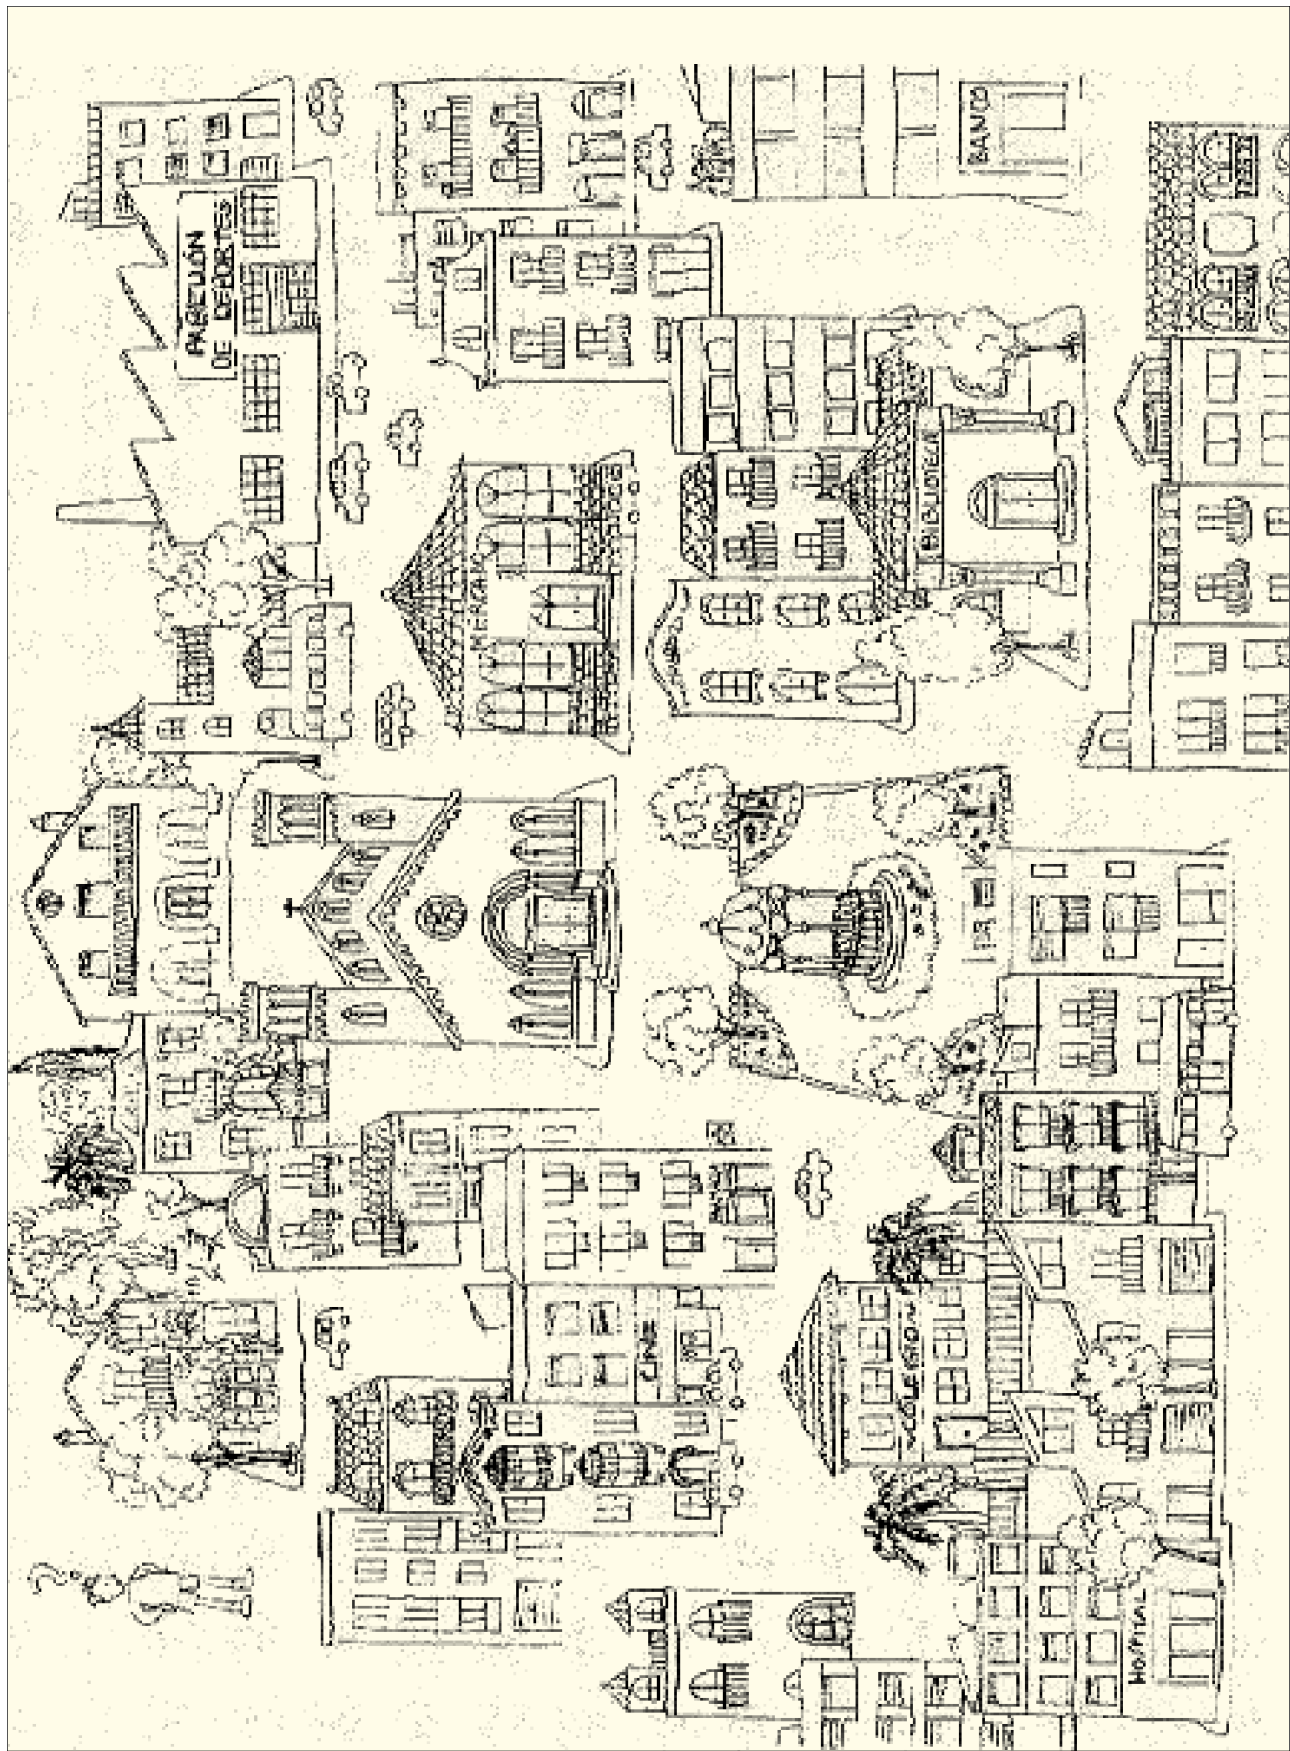 ?
PABELLÓN
DE DEPORTES
MERCADO
CINE
COLEGIO
BIBLIOTECA
BANCO
HOSPITAL